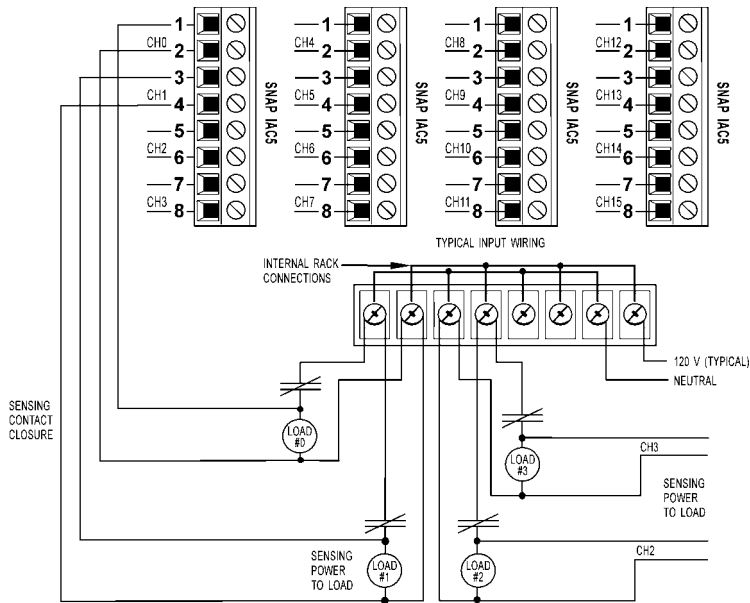 1
CH0 2
3
CH1 4
5
CH2 6
7
CH3 8
SNAP IAC5
1
CH4 2
3
CH5 4
5
CH6 6
7
CH7 8
SNAP IAC5
1
CH8 2
3
CH9 4
5
CH10 6
7
CH11 8
SNAP IAC5
1
CH12 2
3
CH13 4
5
CH14 6
7
CH15 8
SNAP IAC5
TYPICAL INPUT WIRING
INTERNAL RACK
CONNECTIONS
120 V (TYPICAL)
NEUTRAL
SENSING
CONTACT
CLOSURE
LOAD
#0
LOAD
#3
CH3
SENSING
POWER
TO LOAD
SENSING
POWER
TO LOAD
LOAD
#1
LOAD
#2
CH2